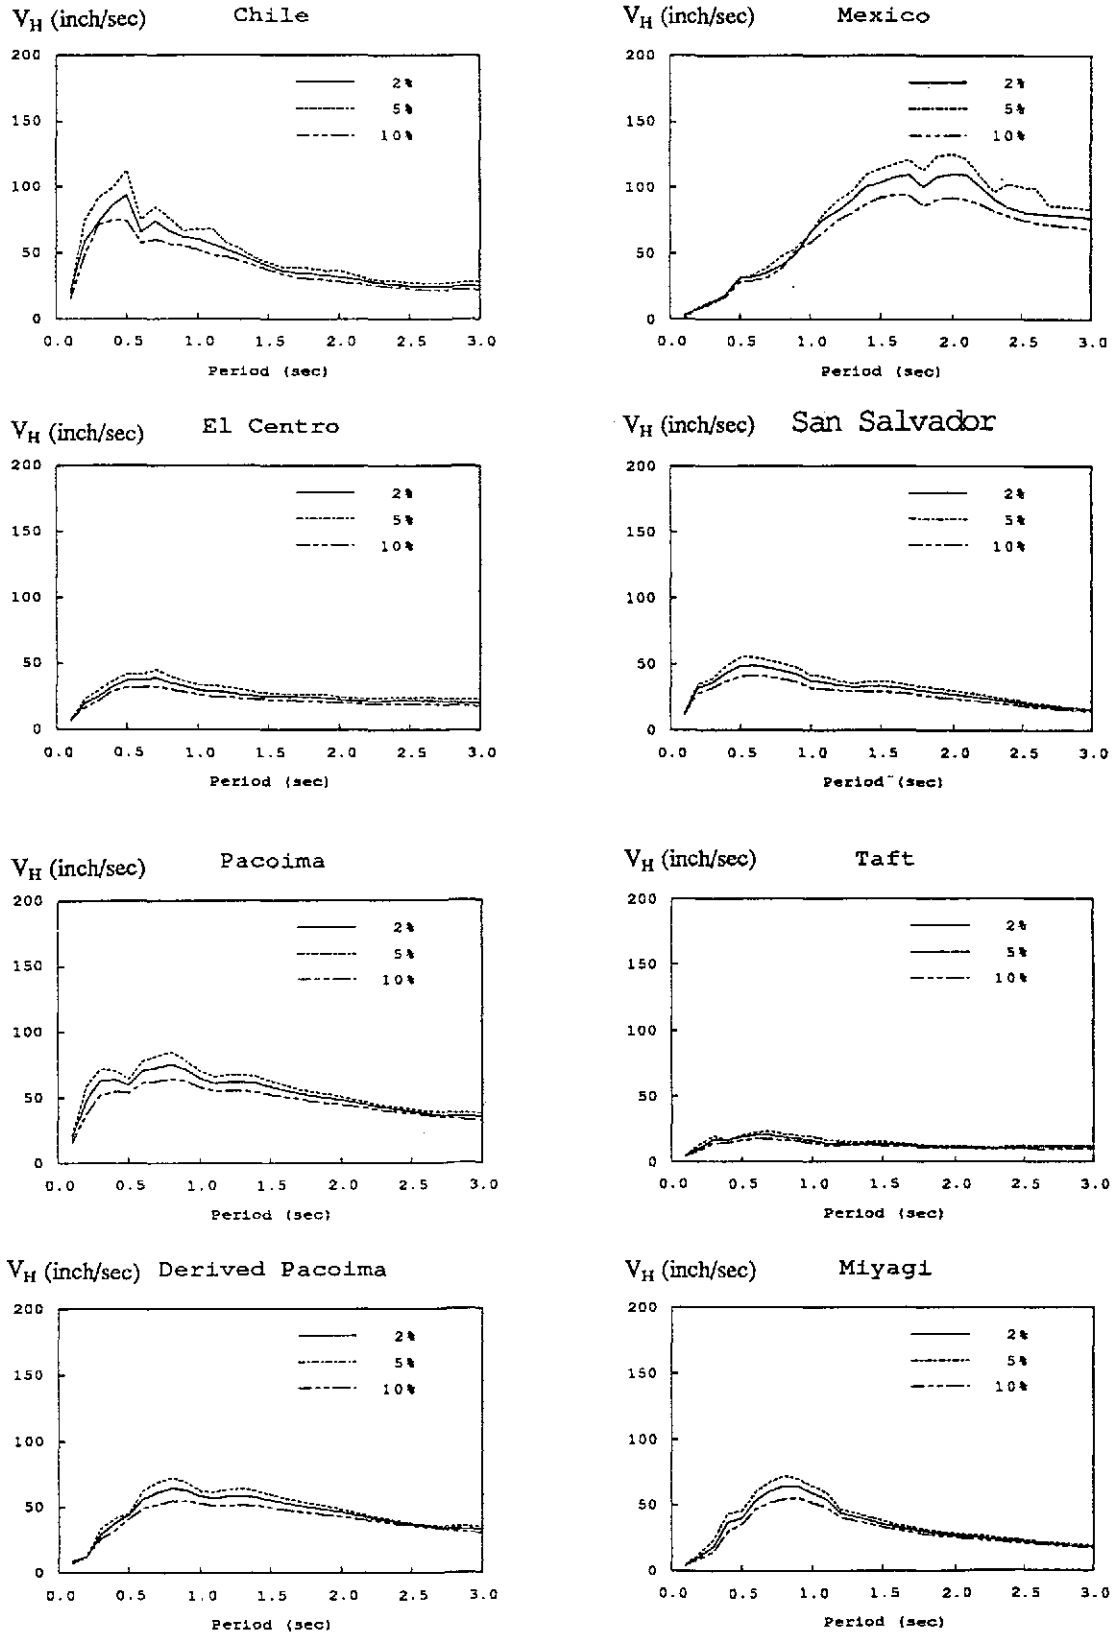 V_H (inch/sec) Chile
200
150
100
50
0
2%
5%
10%
0.0 0.5 1.0 1.5 2.0 2.5 3.0
Period (sec)
V_H (inch/sec) Mexico
200
150
100
50
0
2%
5%
10%
0.0 0.5 1.0 1.5 2.0 2.5 3.0
Period (sec)
V_H (inch/sec) El Centro
200
150
100
50
0
2%
5%
10%
0.0 0.5 1.0 1.5 2.0 2.5 3.0
Period (sec)
V_H (inch/sec) San Salvador
200
150
100
50
0
2%
5%
10%
0.0 0.5 1.0 1.5 2.0 2.5 3.0
Period (sec)
V_H (inch/sec) Pacoima
200
150
100
50
0
2%
5%
10%
0.0 0.5 1.0 1.5 2.0 2.5 3.0
Period (sec)
V_H (inch/sec) Taft
200
150
100
50
0
2%
5%
10%
0.0 0.5 1.0 1.5 2.0 2.5 3.0
Period (sec)
V_H (inch/sec) Derived Pacoima
200
150
100
50
0
2%
5%
10%
0.0 0.5 1.0 1.5 2.0 2.5 3.0
Period (sec)
V_H (inch/sec) Miyagi
200
150
100
50
0
2%
5%
10%
0.0 0.5 1.0 1.5 2.0 2.5 3.0
Period (sec)